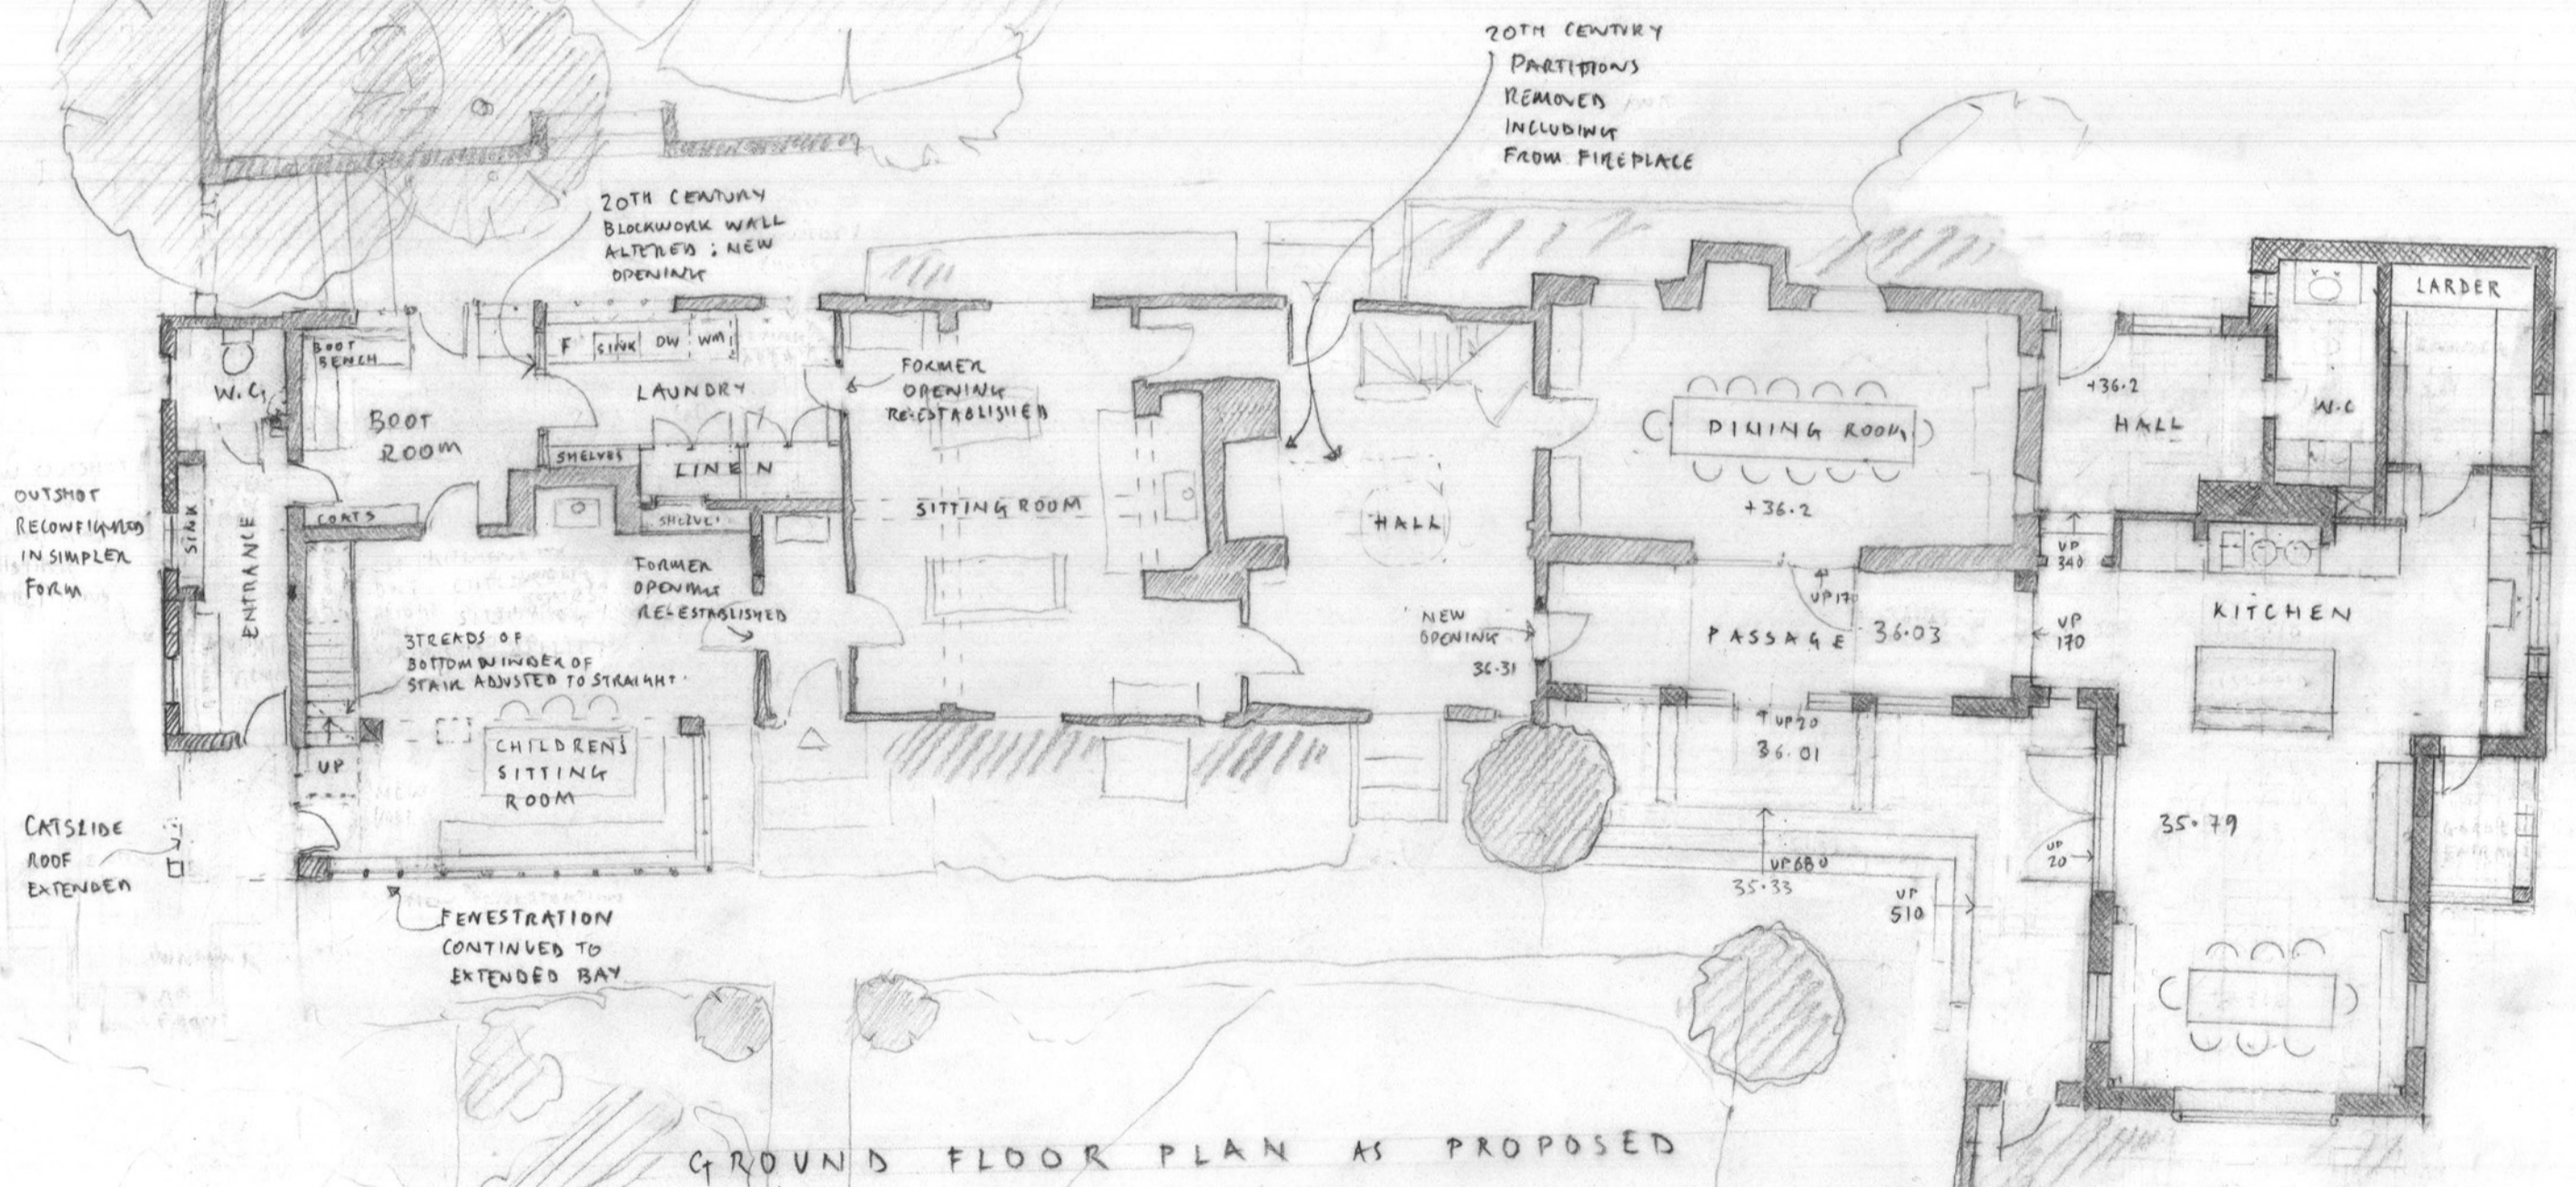 20TH CENTURY
PARTITIONS
REMOVED
INCLUDING
FROM FIREPLACE
20TH CENTURY
BLOCKWORK WALL
ALTERED : NEW
OPENING
BOOT
BENCH
F
SINK
DW
WM
W.C.
LAUNDRY
BOOT
ROOM
SHELVES
LINEN
COATS
SHELVES
FORMER
OPENING
RE-ESTABLISHED
SITTING ROOM
HALL
DINING ROOM
+36.2
+36.2
HALL
W.C
LARDER
OUTSHOT
RECONFIGURED
IN SIMPLER
FORM
SINK
ENTRANCE
FORMER
OPENING
RE-ESTABLISHED
3 TREADS OF
BOTTOM WINDER OF
STAIR ADJUSTED TO STRAIGHT.
UP
CHILDRENS
SITTING
ROOM
NEW
OPENING
36.31
PASSAGE 36.03
UP 170
UP
340
UP
170
KITCHEN
UP 20
36.01
35.79
UP
20
UP 680
35.33
UP
510
CATSLIDE
ROOF
EXTENDED
FENESTRATION
CONTINUED TO
EXTENDED BAY
GROUND FLOOR PLAN AS PROPOSED